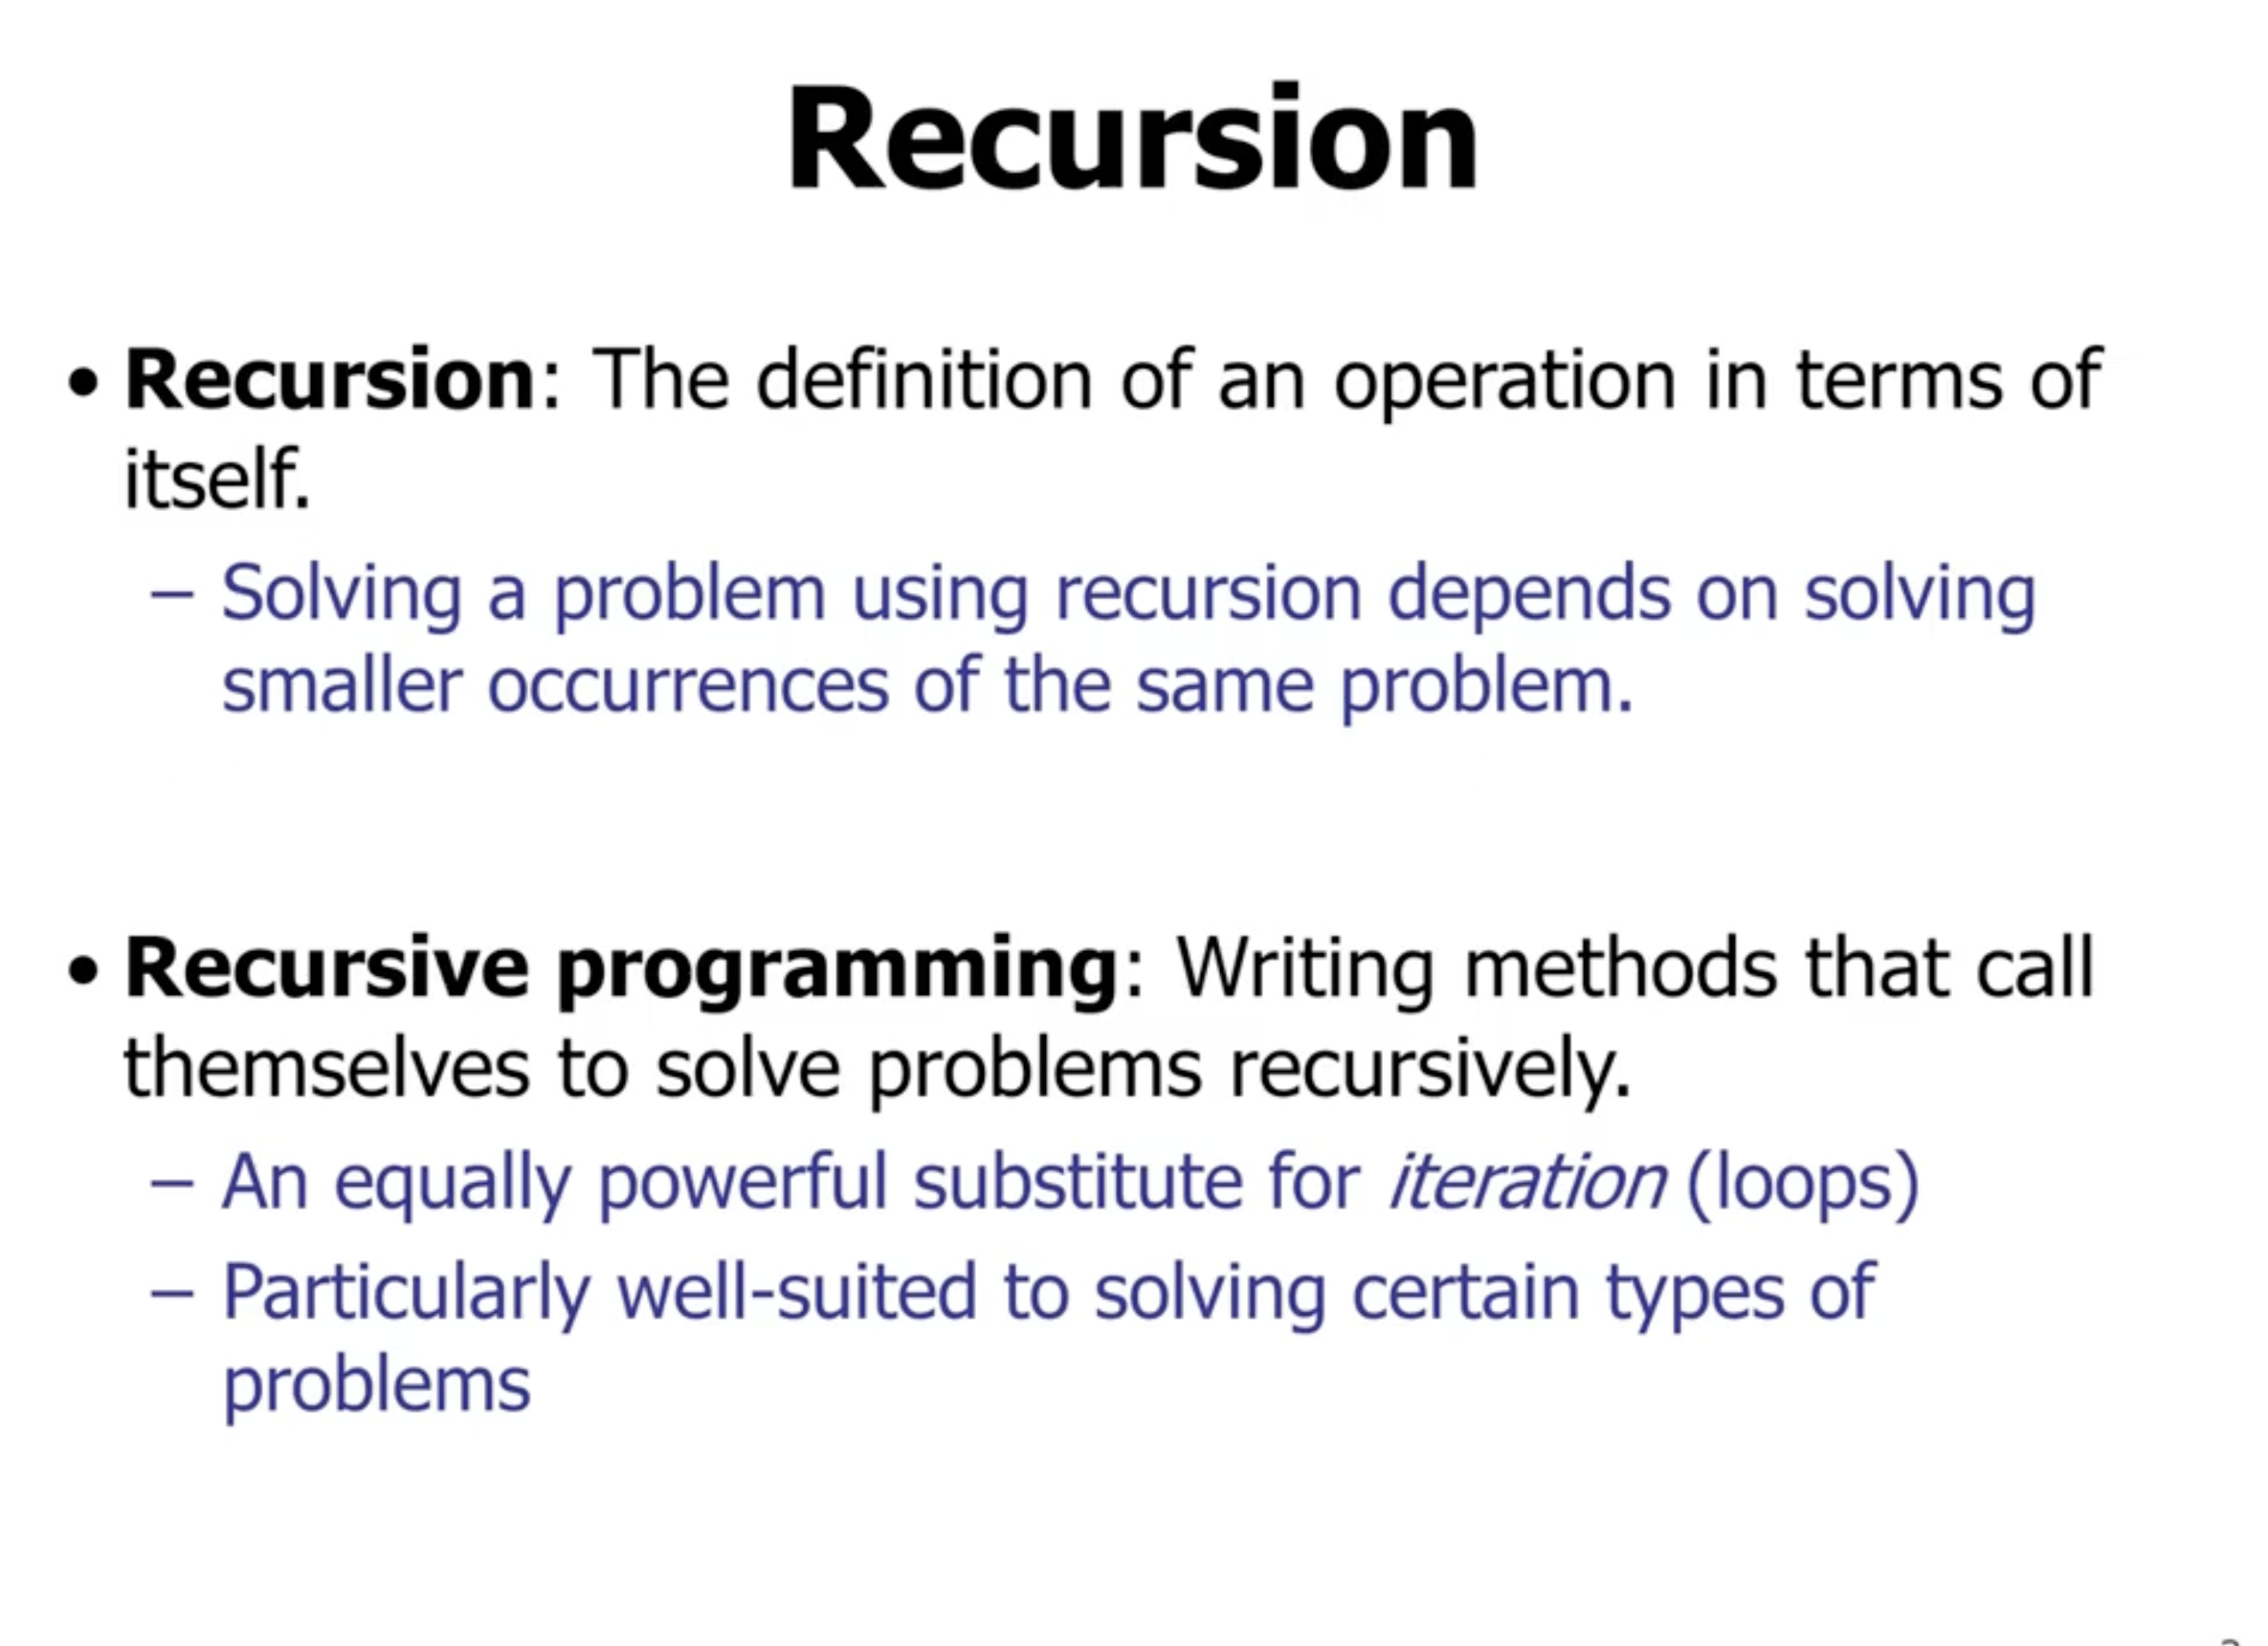 Recursion
• Recursion: The definition of an operation in terms of
itself.
– Solving a problem using recursion depends on solving
smaller occurrences of the same problem.
• Recursive programming: Writing methods that call
themselves to solve problems recursively.
– An equally powerful substitute for iteration (loops)
– Particularly well-suited to solving certain types of
problems